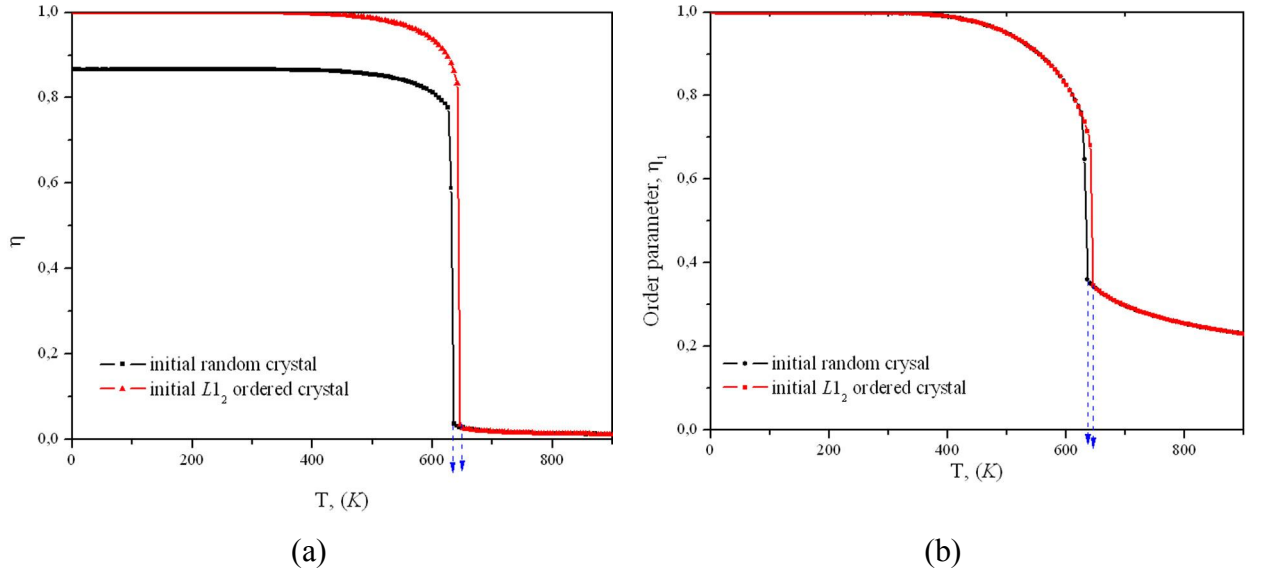 1,0
0,8
0,6
0,4
0,2
0,0
η
0
200
400
600
800
T, (K)
initial random crystal
initial L1₂ ordered crystal
(a)
1,0
0,8
0,6
0,4
0,2
0,0
Order parameter, η₁
0
200
400
600
800
T, (K)
initial random crysal
initial L1₂ ordered crystal
(b)